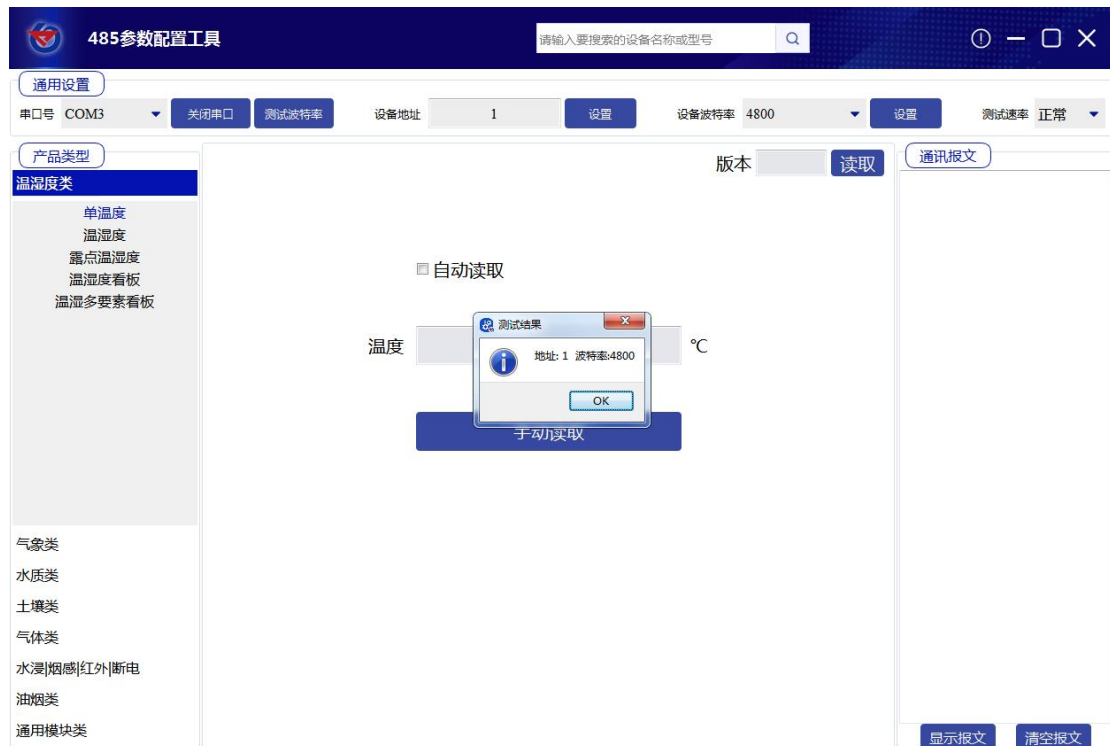 485参数配置工具
请输入要搜索的设备名称或型号
通用设置
串口号 COM3 关闭串口 测试波特率 设备地址 1 设置 设备波特率 4800 设置 测试速率 正常
产品类型
温湿度类
单温度
温湿度
露点温湿度
温湿度看板
温湿多要素看板
气象类
水质类
土壤类
气体类
水浸|烟感|红外|断电
油烟类
通用模块类
版本 读取
自动读取
温度 ℃
手动读取
测试结果
地址: 1 波特率:4800
OK
通讯报文
显示报文 清空报文